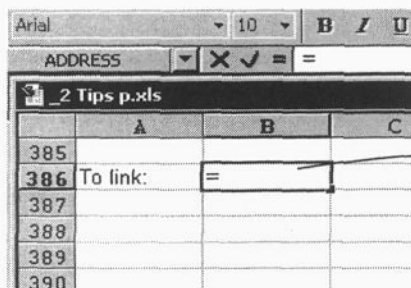 Arial 10 B I U
ADDRESS =  =
_2 Tips p.xls
A B C
385
386 To link: =
387
388
389
390